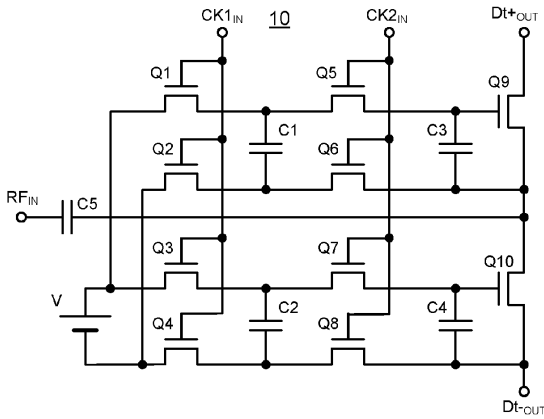 CK1IN 10 CK2IN Dt+OUT
Q1 Q5 Q9
C1 C3
Q2 Q6
RFIN C5
Q3 Q7 Q10
V C2 C4
Q4 Q8
Dt-OUT